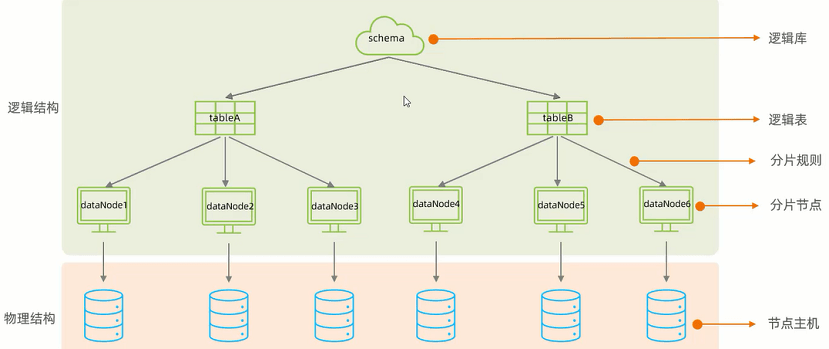 schema
逻辑库
逻辑结构
tableA
tableB
逻辑表
分片规则
dataNode1
dataNode2
dataNode3
dataNode4
dataNode5
dataNode6
分片节点
物理结构
节点主机